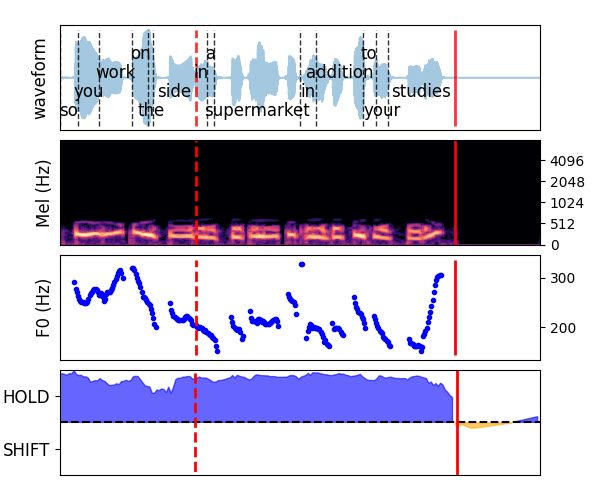 waveform
on a to
work in addition
you side in studies
so the supermarket your
Mel (Hz)
4096
2048
1024
512
0
F0 (Hz)
300
200
HOLD
SHIFT